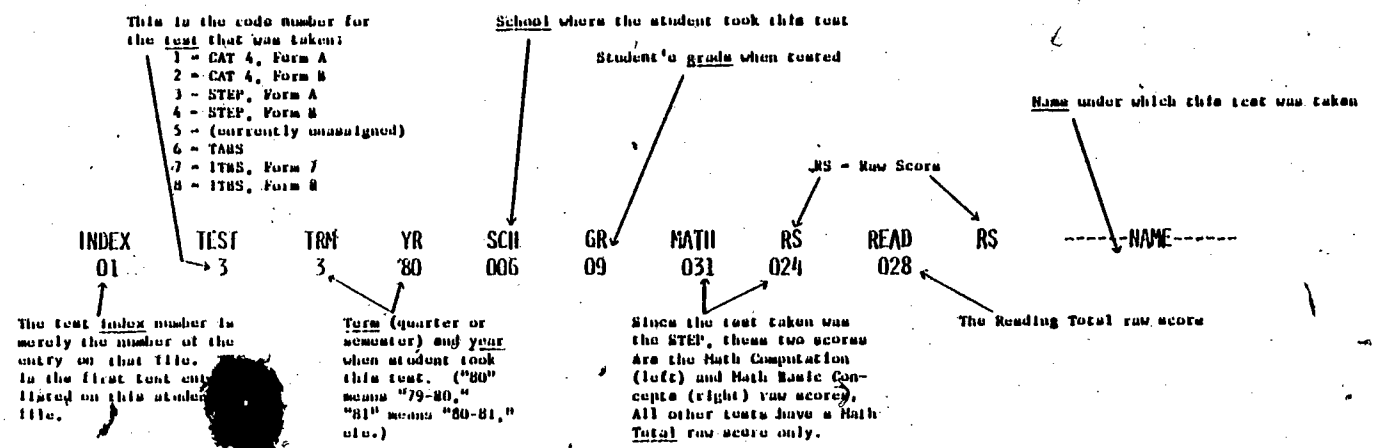 This is the code number for
the test that was taken:
1 - CAT 4, Form A
2 - CAT 4, Form B
3 - STEP, Form A
4 - STEP, Form B
5 - (currently unassigned)
6 - TABS
7 - ITBS, Form 7
8 - ITBS, Form 8
School where the student took this test
Student's grade when tested
Name under which this test was taken
RS - Raw Score
INDEX TEST TRM YR SCH GR MATH RS READ RS ------NAME------
01 3 3 '80 006 09 031 024 028
The test index number is
merely the number of the
entry on that file.
is the first test
listed on this
file.
Term (quarter or
semester) and year
when student took
this test. ("80"
means "79-80,"
"81" means "80-81,"
etc.)
Since the test taken was
the STEP, these two scores
Are the Math Computation
(left) and Math Basic Con-
cepts (right) raw scores.
All other tests have a Math
Total raw score only.
The Reading Total raw score